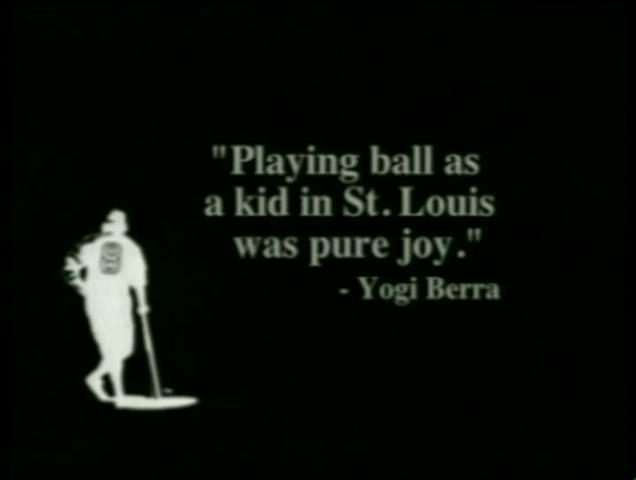 "Playing ball as
a kid in St. Louis
was pure joy."
- Yogi Berra